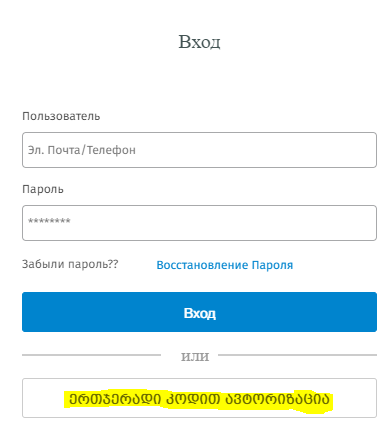 Вход
Пользователь
Эл. Почта/Телефон
Пароль
********
Забыли пароль?? Восстановление Пароля
Вход
или
ᲔᲠᲗᲯᲔᲠᲐᲓᲘ ᲙᲝᲓᲘᲗ ᲐᲕᲢᲝᲠᲘᲖᲐᲪᲘᲐ